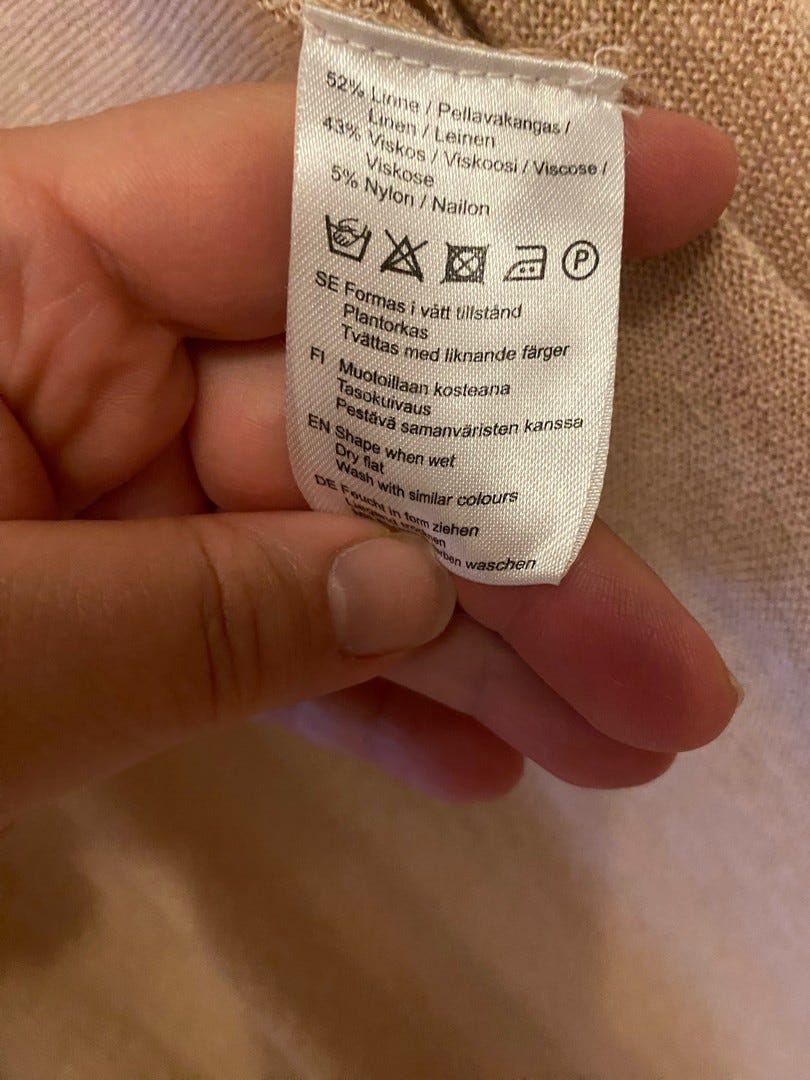 52% Linne / Pellavakangas /
Linen / Leinen
43% Viskos / Viskoosi / Viscose /
Viskose
5% Nylon / Nailon
P
SE Formas i vått tillstånd
Plantorkas
Tvättas med liknande färger
FI Muotoillaan kosteana
Tasokuivaus
Pestävä samanväristen kanssa
EN Shape when wet
Dry flat
Wash with similar colours
DE Feucht in form ziehen
waschen